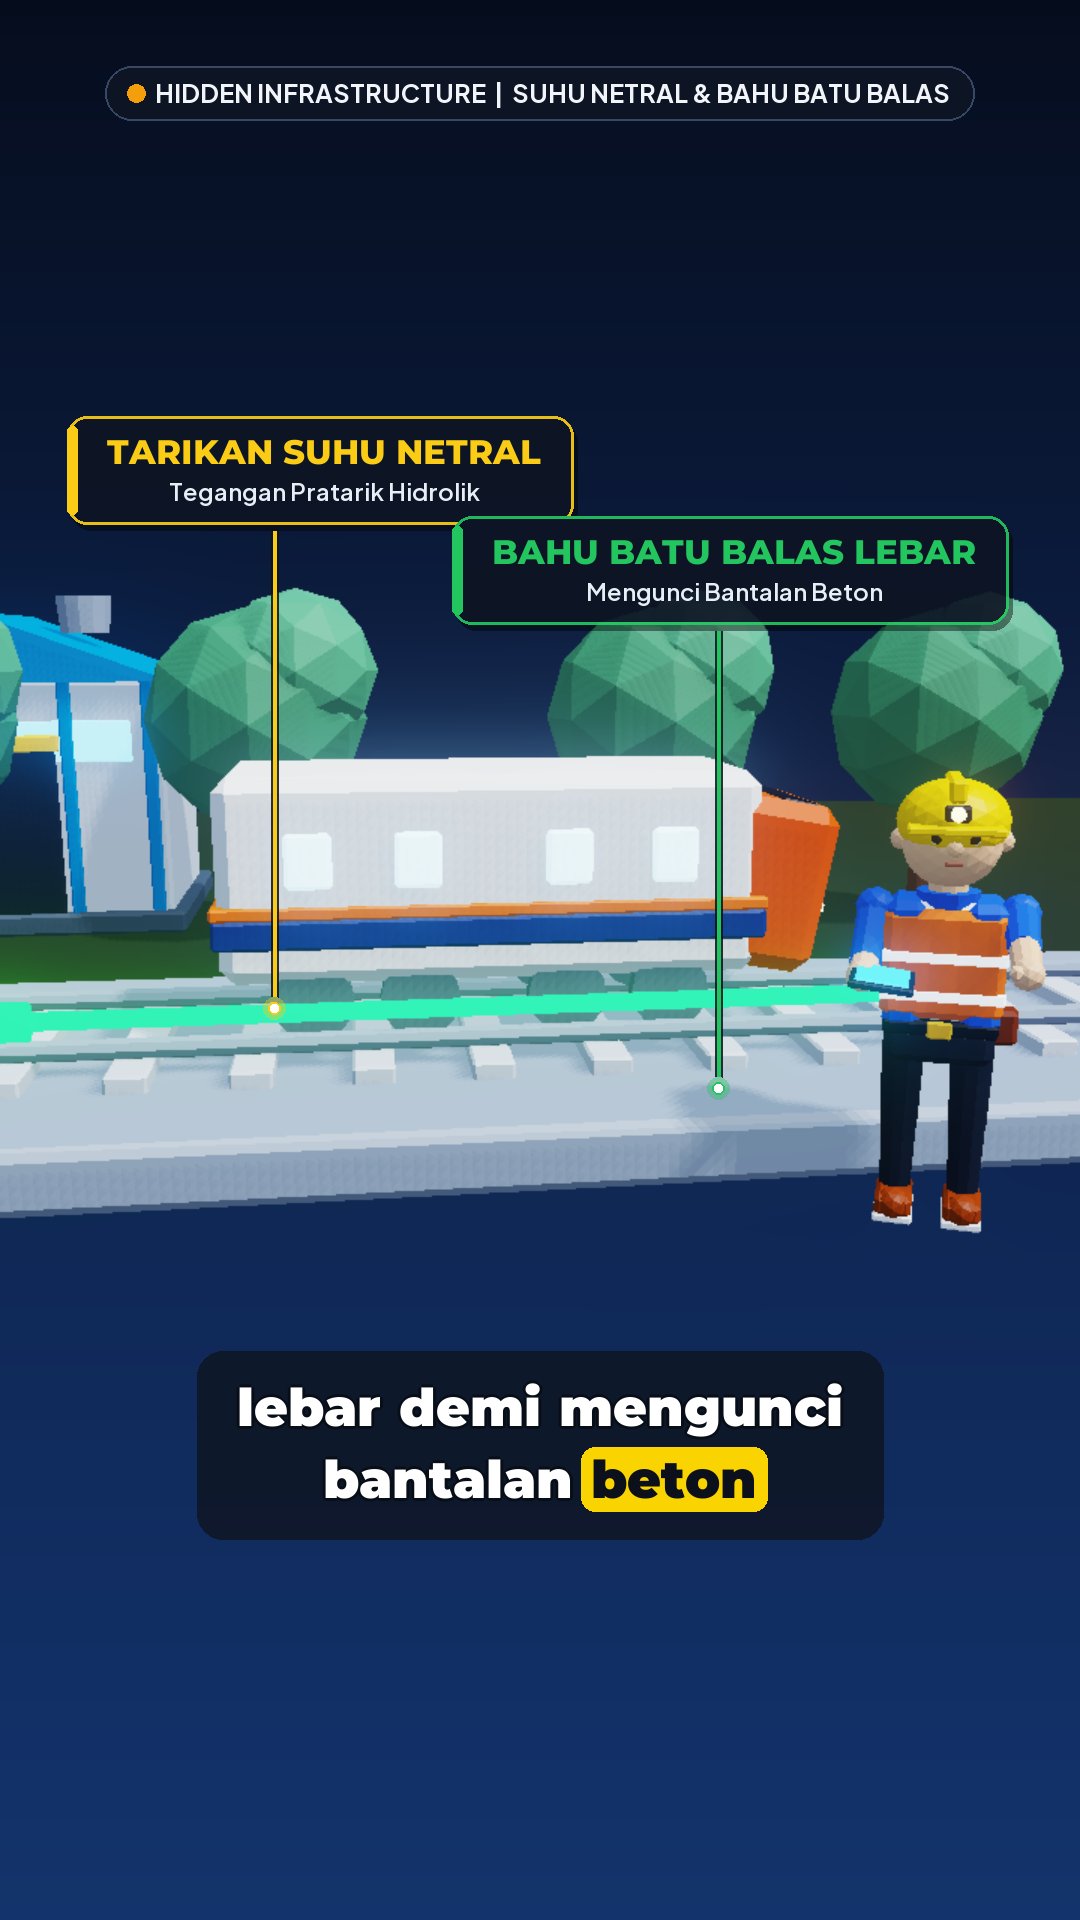 HIDDEN INFRASTRUCTURE | SUHU NETRAL & BAHU BATU BALAS
TARIKAN SUHU NETRAL
Tegangan Pratarik Hidrolik
BAHU BATU BALAS LEBAR
Mengunci Bantalan Beton
lebar demi mengunci
bantalan beton